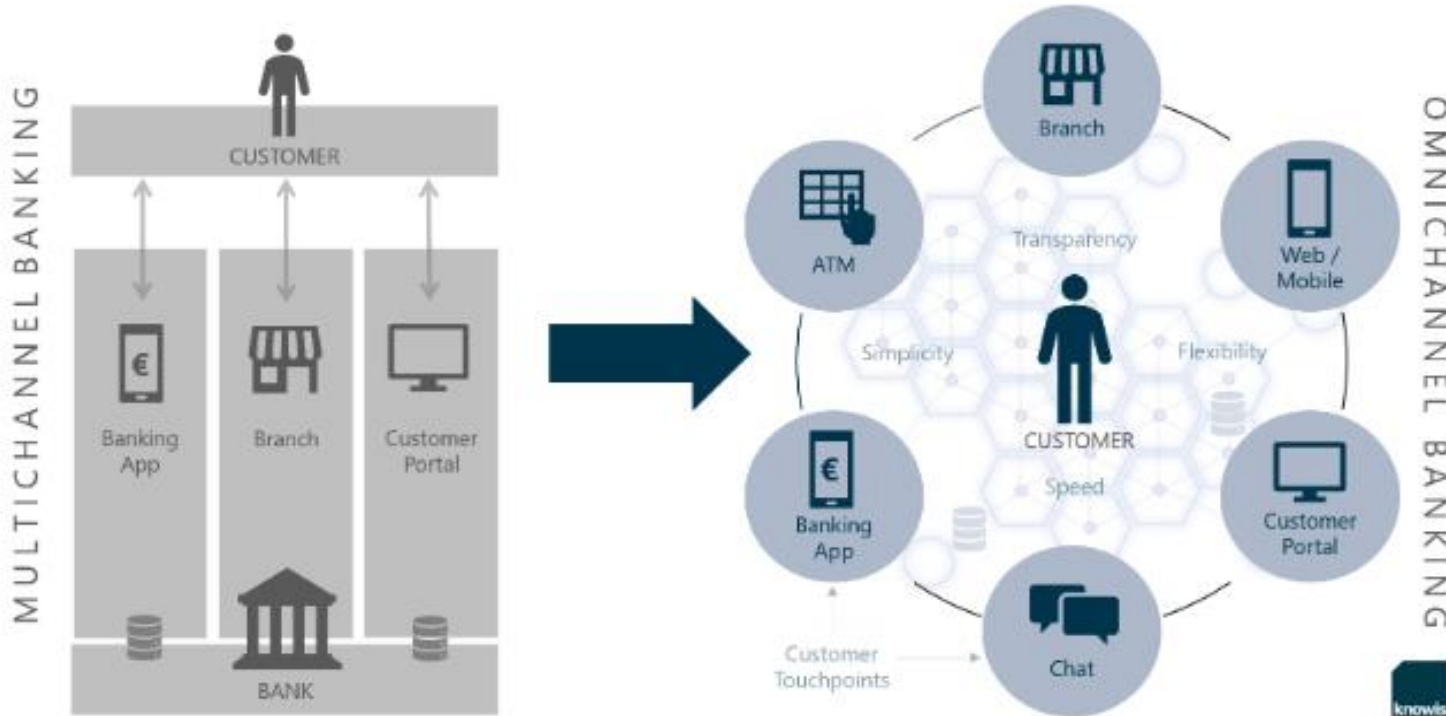 MULTICHANNEL BANKING
CUSTOMER
€
Banking
App
Branch
Customer
Portal
BANK
Branch
ATM
Web /
Mobile
Transparency
Simplicity
Flexibility
CUSTOMER
Speed
€
Banking
App
Customer
Portal
Chat
Customer
Touchpoints
OMNICHANNEL BANKING
knowis